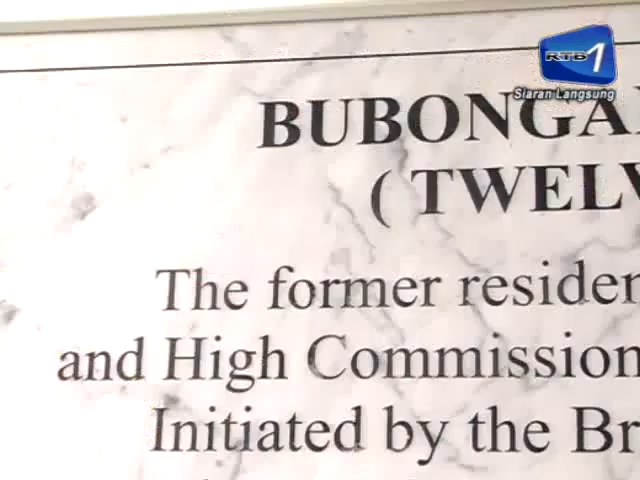 RTB1
Siaran Langsung
BUBONGA
(TWELV
The former residen
and High Commission
Initiated by the Br